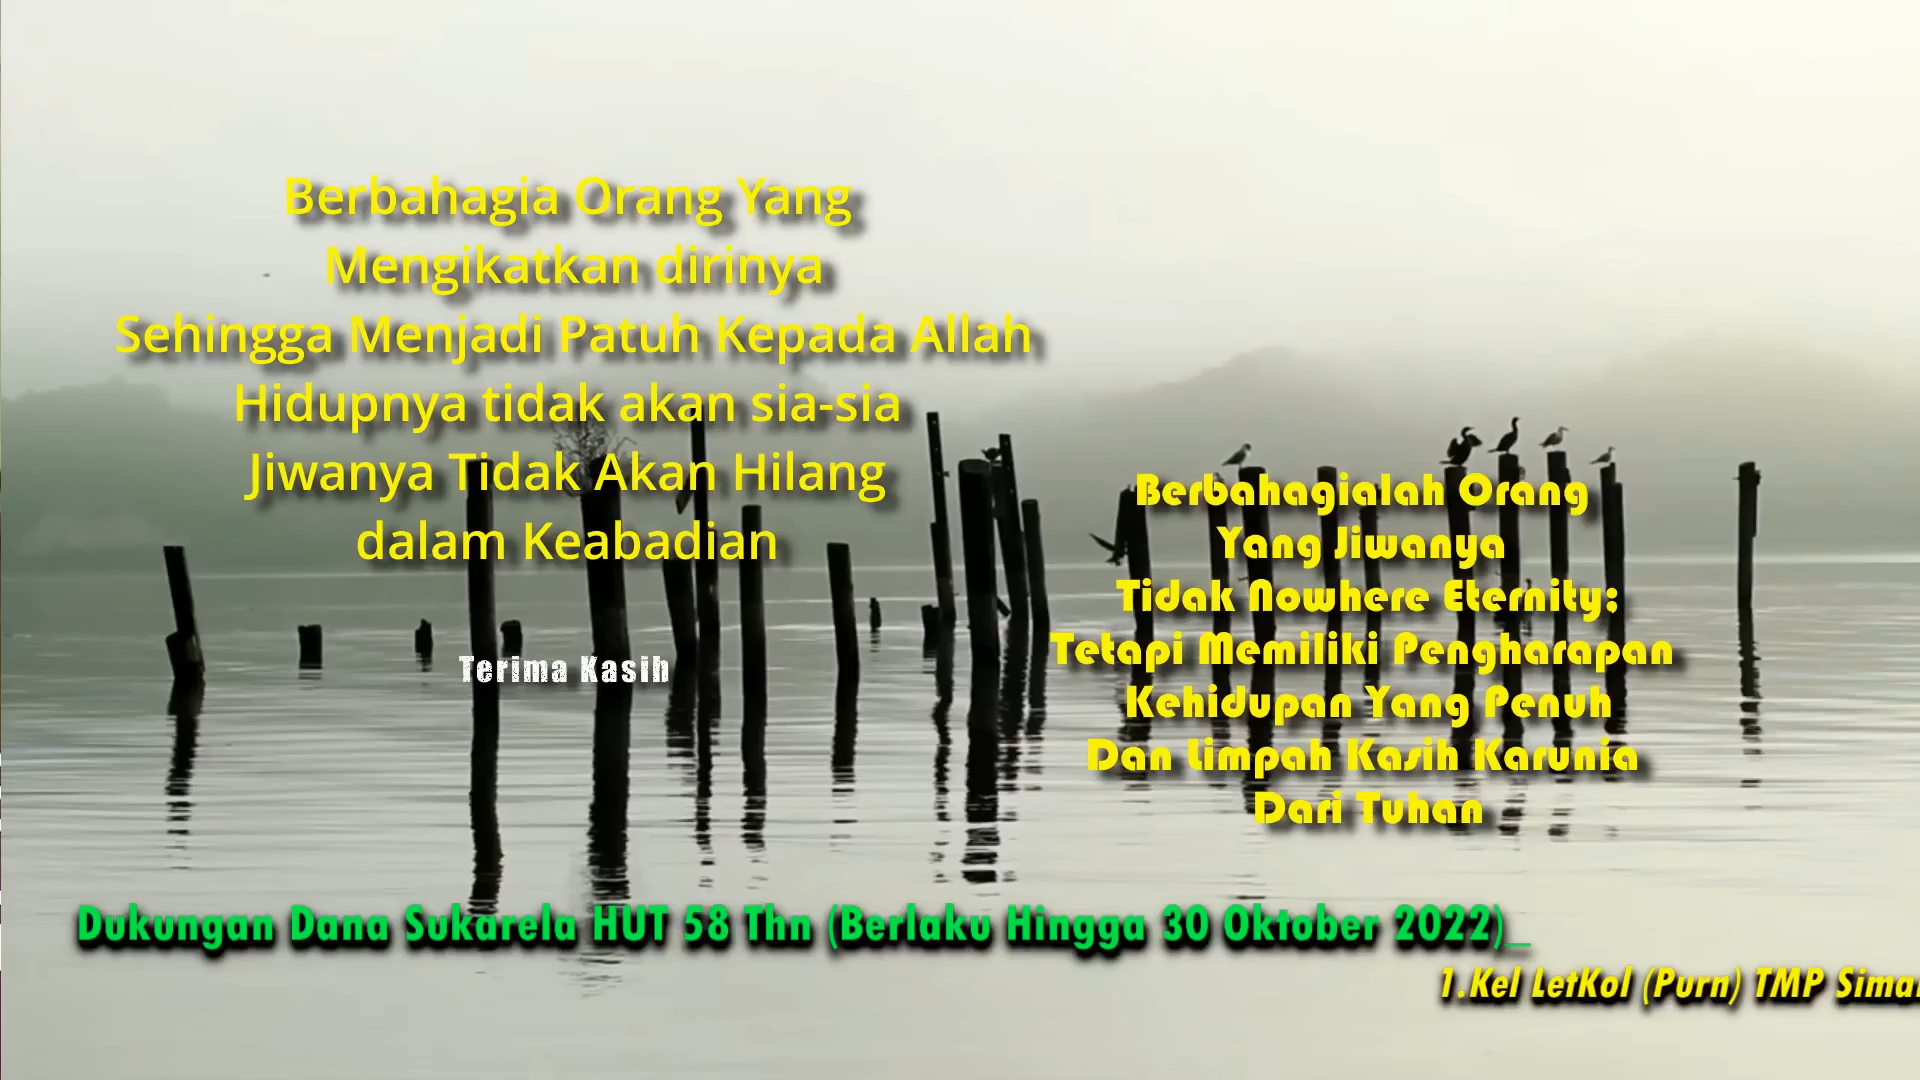 Berbahagia Orang Yang
Mengikatkan dirinya
Sehingga Menjadi Patuh Kepada Allah
Hidupnya tidak akan sia-sia
Jiwanya Tidak Akan Hilang
dalam Keabadian
Terima Kasih
Berbahagialah Orang
Yang Jiwanya
Tidak Nowhere Eternity;
Tetapi Memiliki Pengharapan
Kehidupan Yang Penuh
Dan Limpah Kasih Karunia
Dari Tuhan
Dukungan Dana Sukarela HUT 58 Thn (Berlaku Hingga 30 Oktober 2022)_
1.Kel LetKol (Purn) TMP